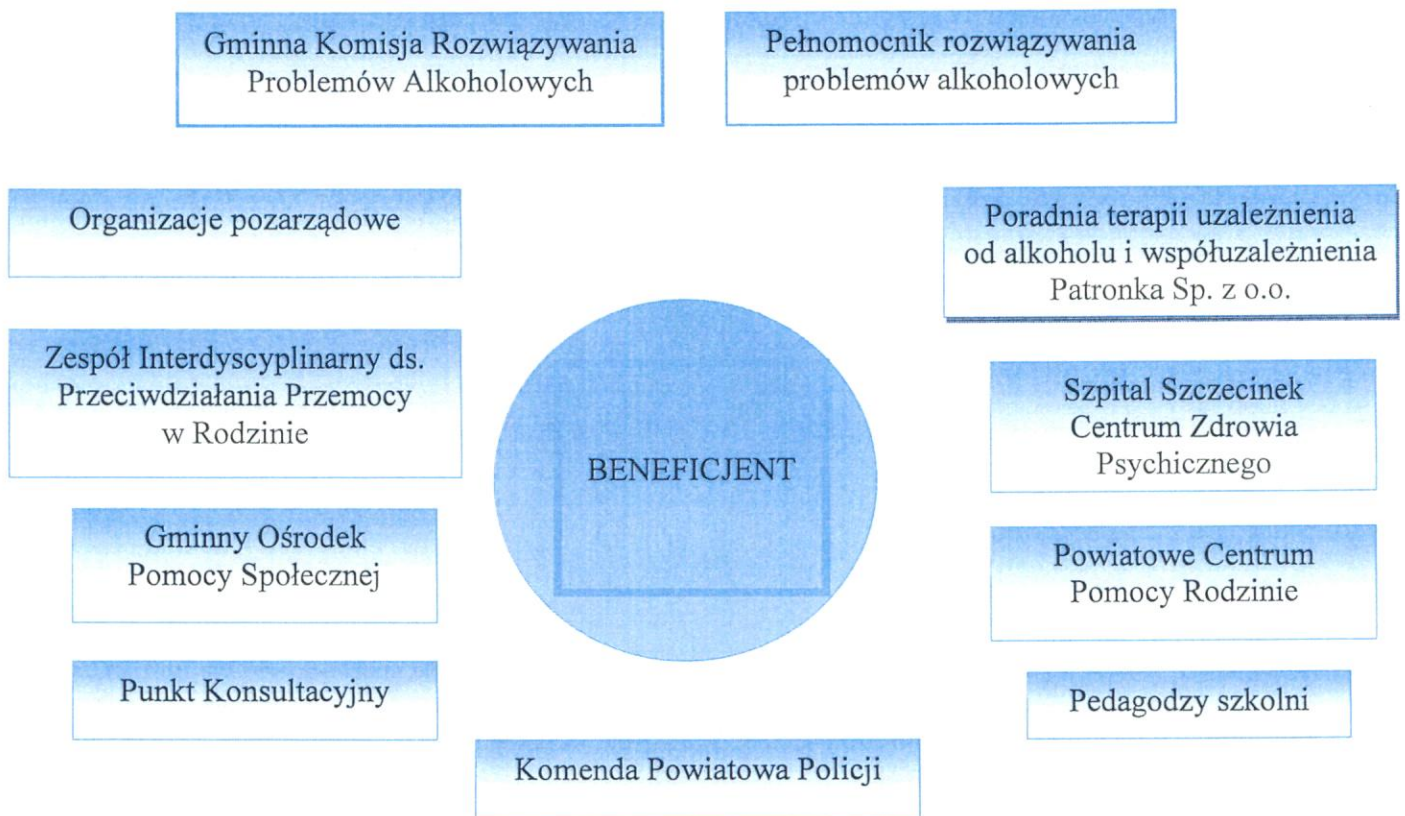 Gminna Komisja Rozwiązywania
Problemów Alkoholowych
Pełnomocnik rozwiązywania
problemów alkoholowych
Organizacje pozarządowe
Poradnia terapii uzależnienia
od alkoholu i współuzależnienia
Patronka Sp. z o.o.
Zespół Interdyscyplinarny ds.
Przeciwdziałania Przemocy
w Rodzinie
Szpital Szczecinek
Centrum Zdrowia
Psychicznego
BENEFICJENT
Gminny Ośrodek
Pomocy Społecznej
Powiatowe Centrum
Pomocy Rodzinie
Punkt Konsultacyjny
Pedagodzy szkolni
Komenda Powiatowa Policji